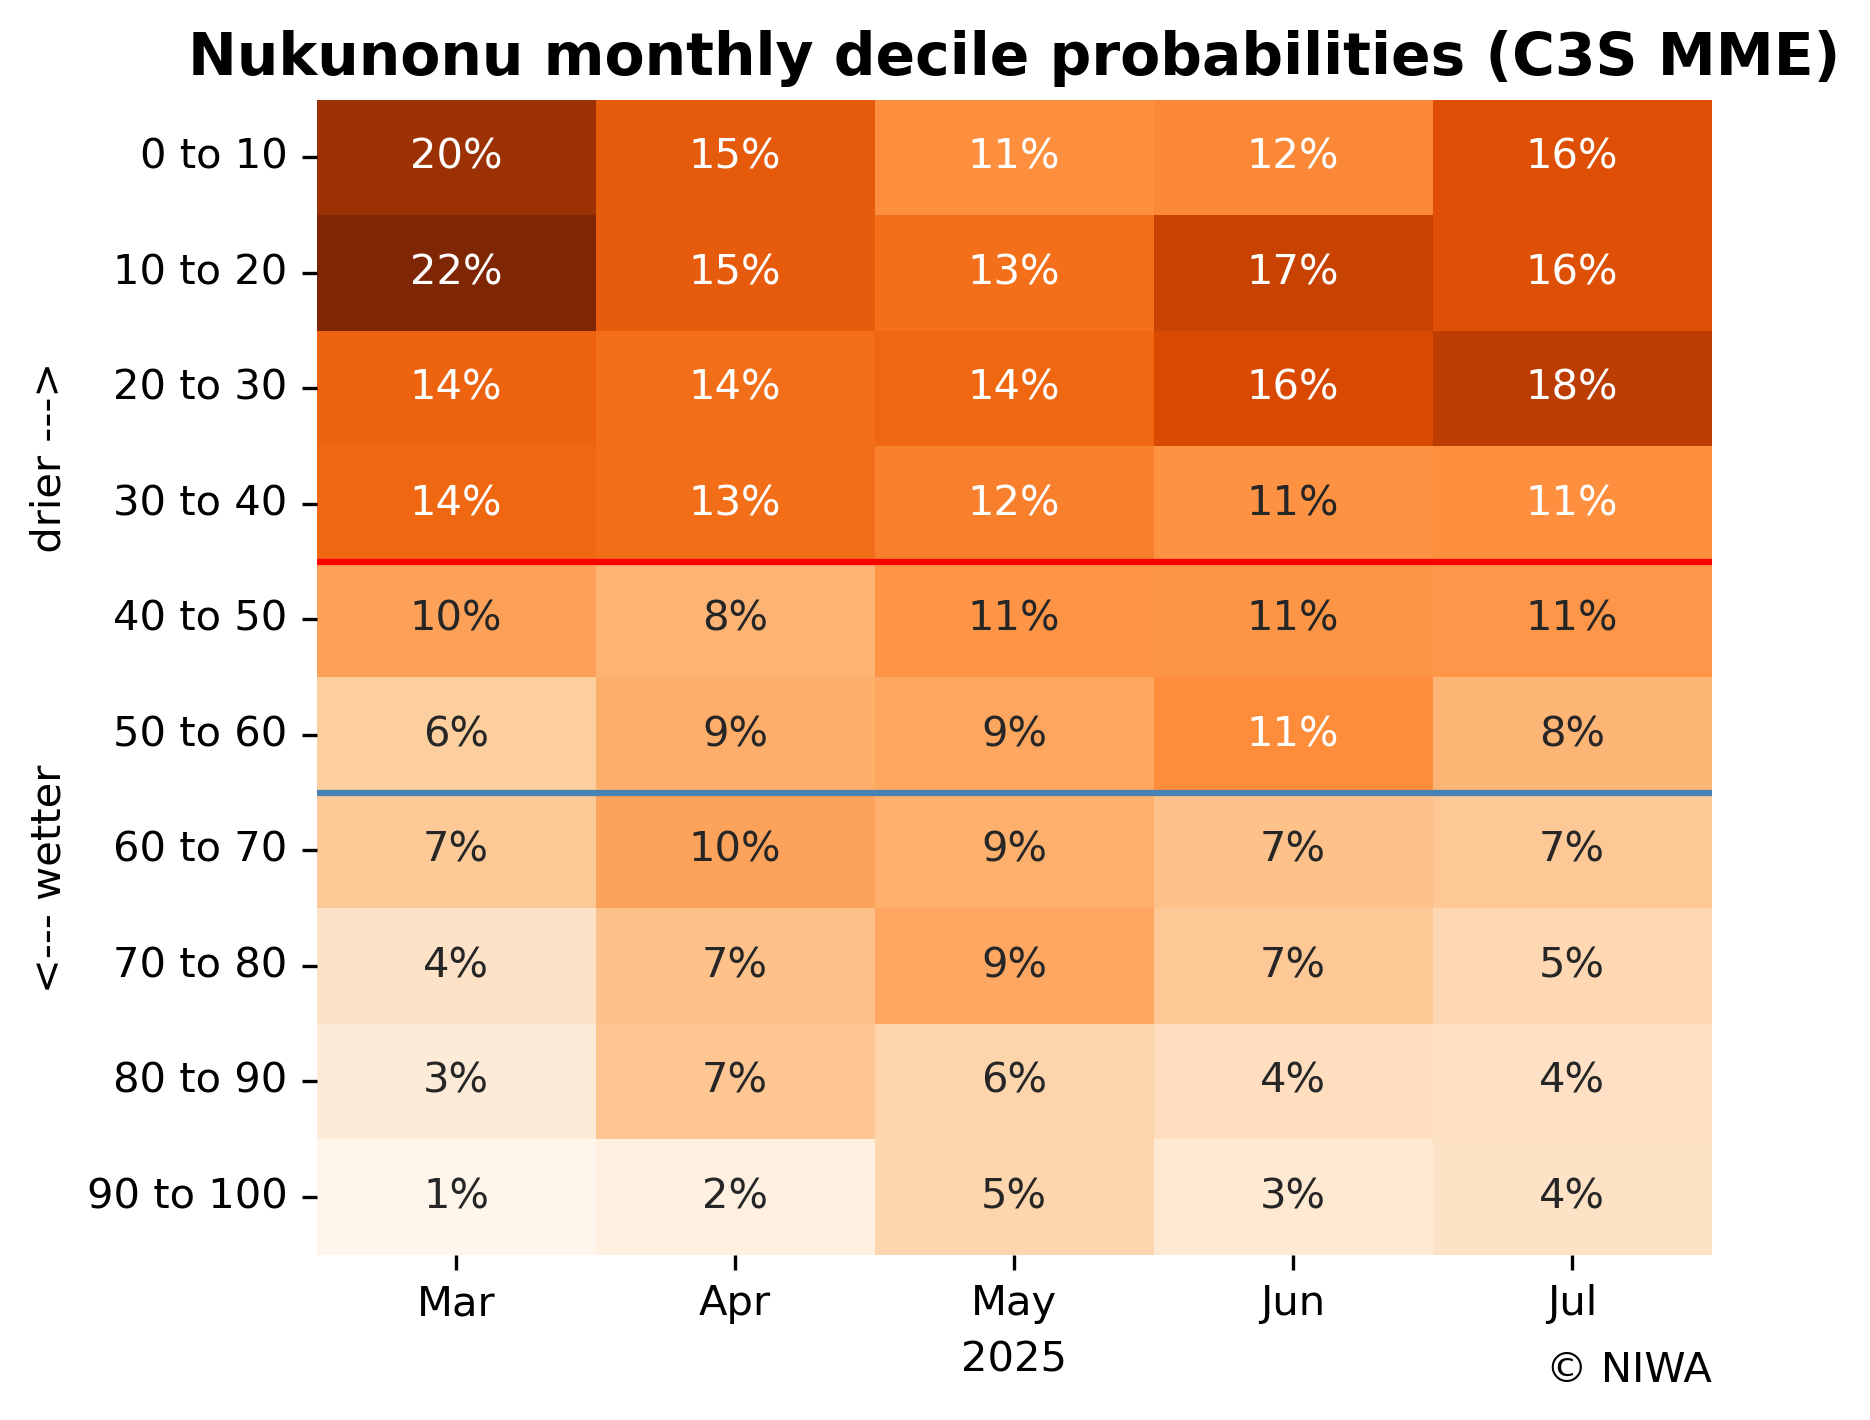 Nukunonu monthly decile probabilities (C3S MME)
0 to 10 20% 15% 11% 12% 16%
10 to 20 22% 15% 13% 17% 16%
20 to 30 14% 14% 14% 16% 18%
30 to 40 14% 13% 12% 11% 11%
40 to 50 10% 8% 11% 11% 11%
50 to 60 6% 9% 9% 11% 8%
60 to 70 7% 10% 9% 7% 7%
70 to 80 4% 7% 9% 7% 5%
80 to 90 3% 7% 6% 4% 4%
90 to 100 1% 2% 5% 3% 4%
<--- wetter
drier --->
Mar Apr May Jun Jul
2025
© NIWA